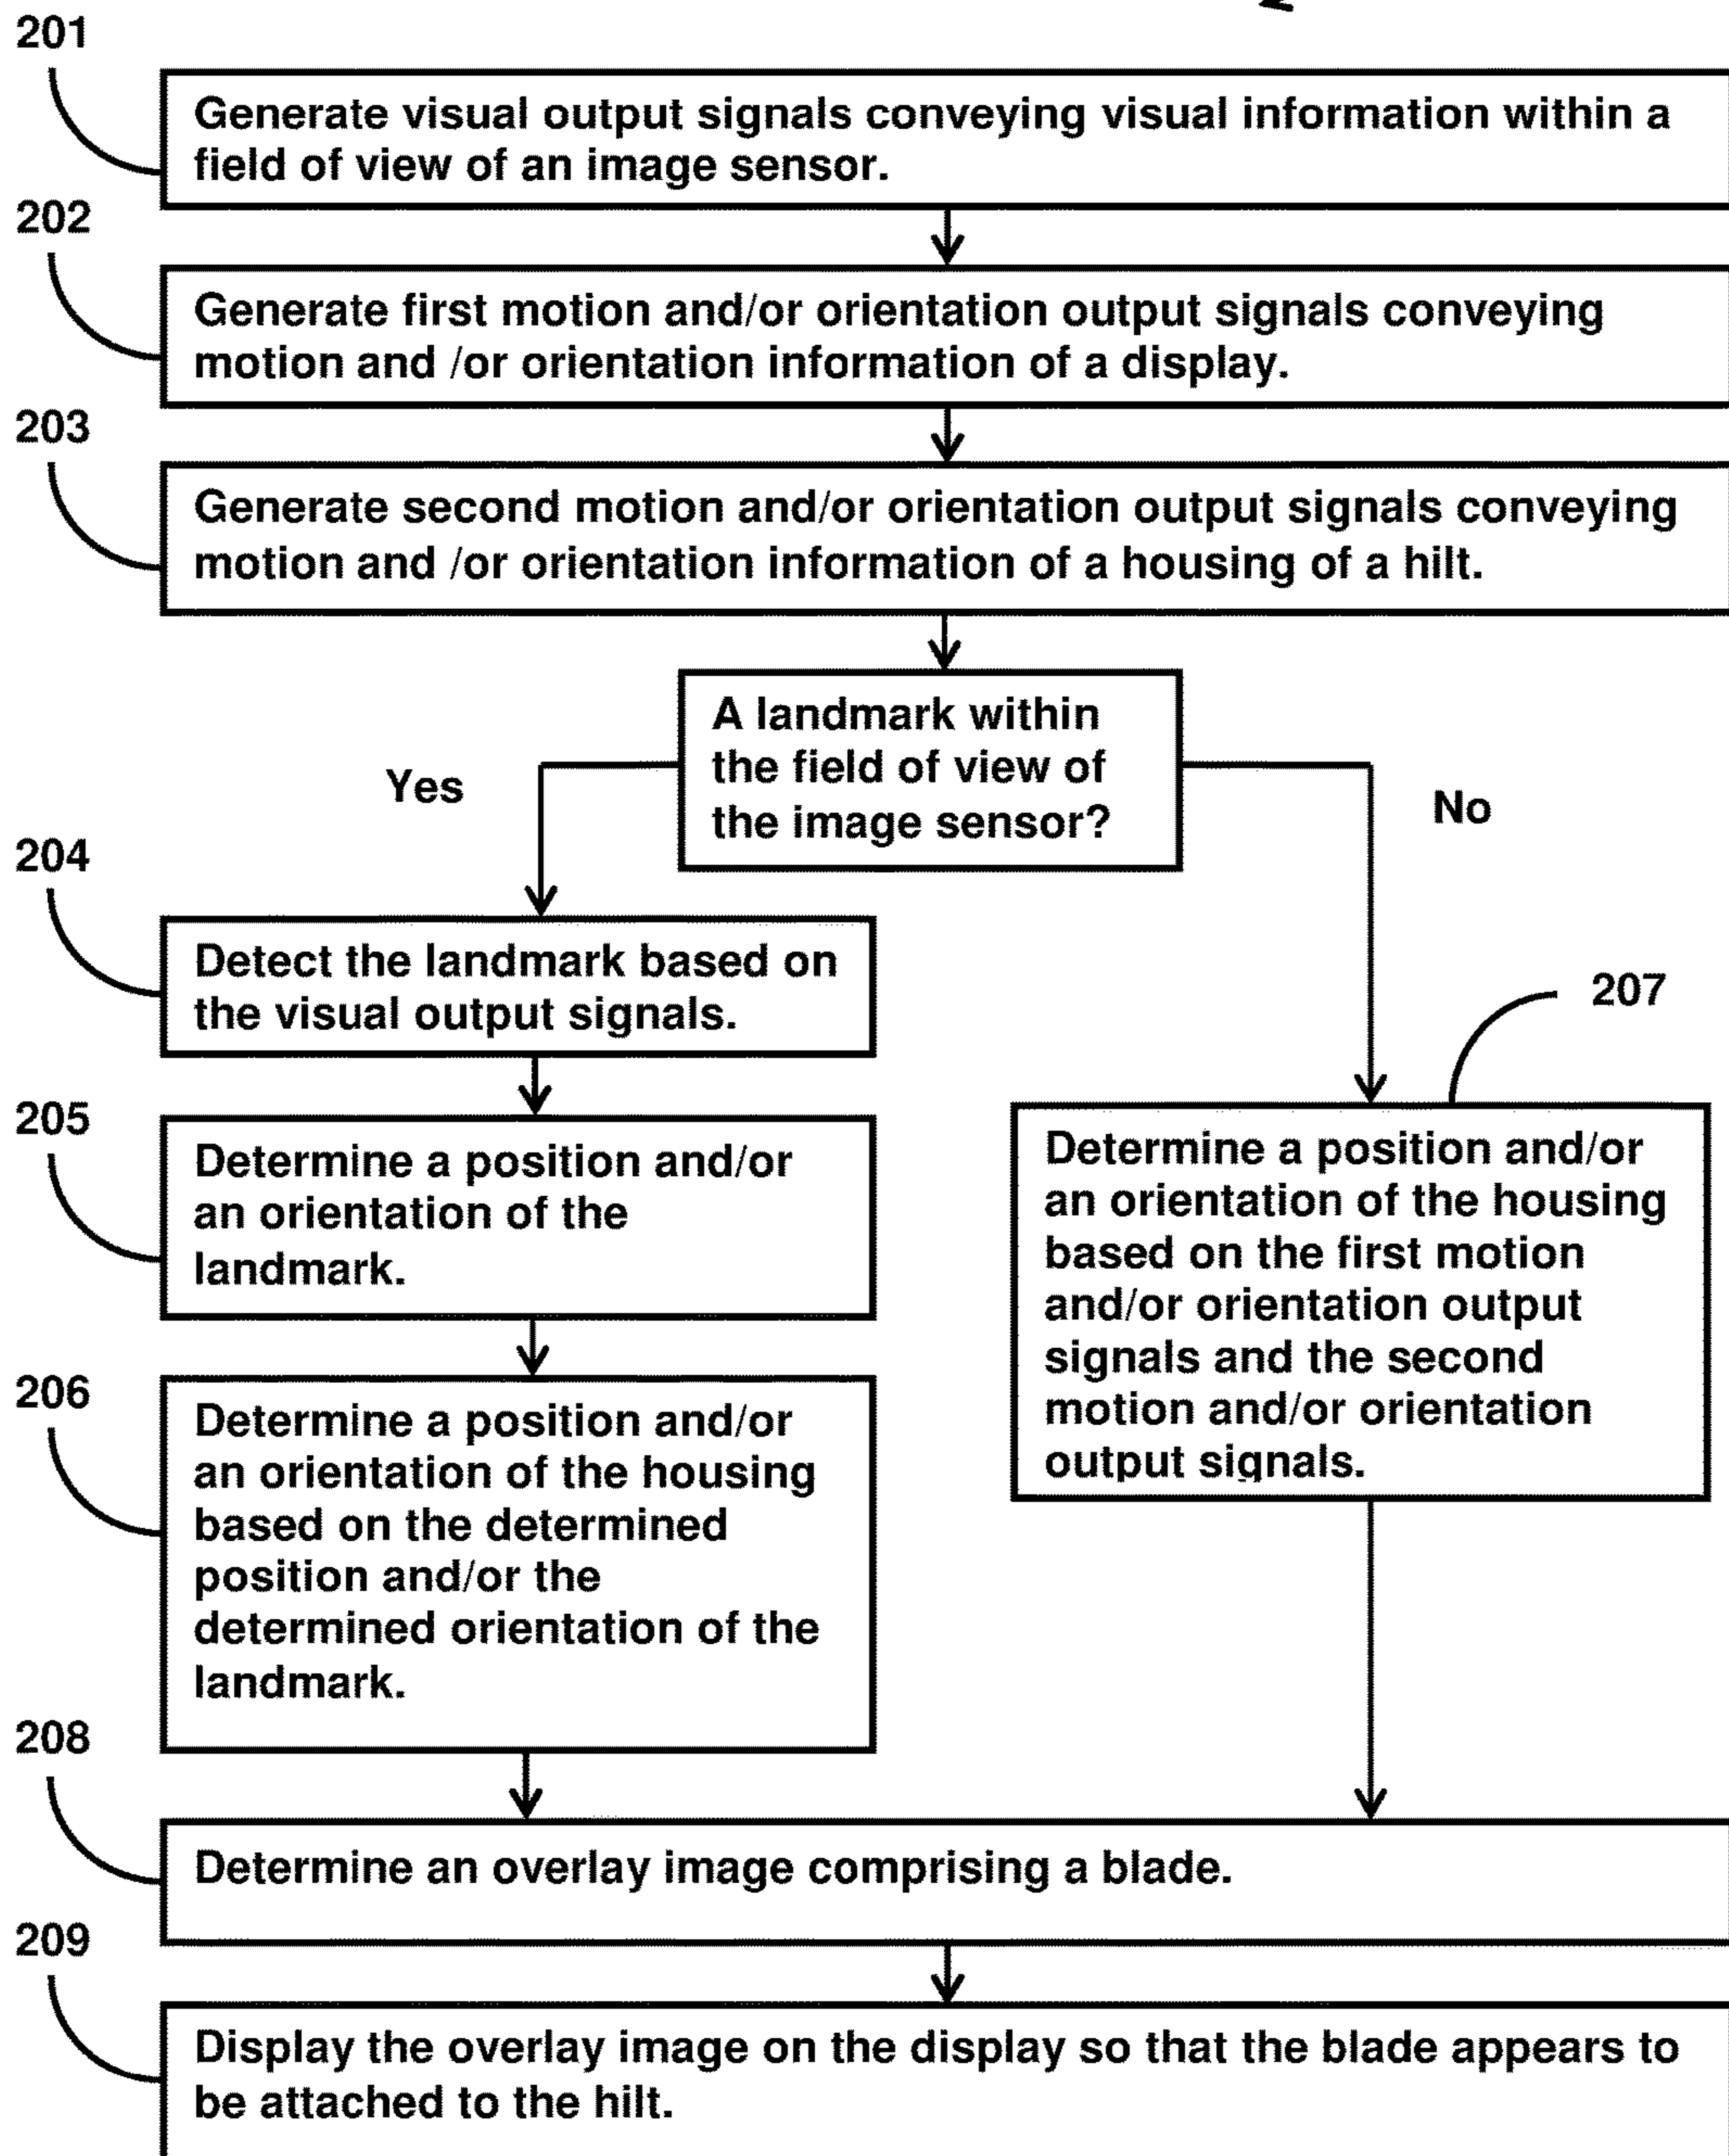 201
Generate visual output signals conveying visual information within a
field of view of an image sensor.
202
Generate first motion and/or orientation output signals conveying
motion and /or orientation information of a display.
203
Generate second motion and/or orientation output signals conveying
motion and /or orientation information of a housing of a hilt.
A landmark within
the field of view of
the image sensor?
Yes
No
204
Detect the landmark based on
the visual output signals.
205
Determine a position and/or
an orientation of the
landmark.
206
Determine a position and/or
an orientation of the housing
based on the determined
position and/or the
determined orientation of the
landmark.
207
Determine a position and/or
an orientation of the housing
based on the first motion
and/or orientation output
signals and the second
motion and/or orientation
output signals.
208
Determine an overlay image comprising a blade.
209
Display the overlay image on the display so that the blade appears to
be attached to the hilt.